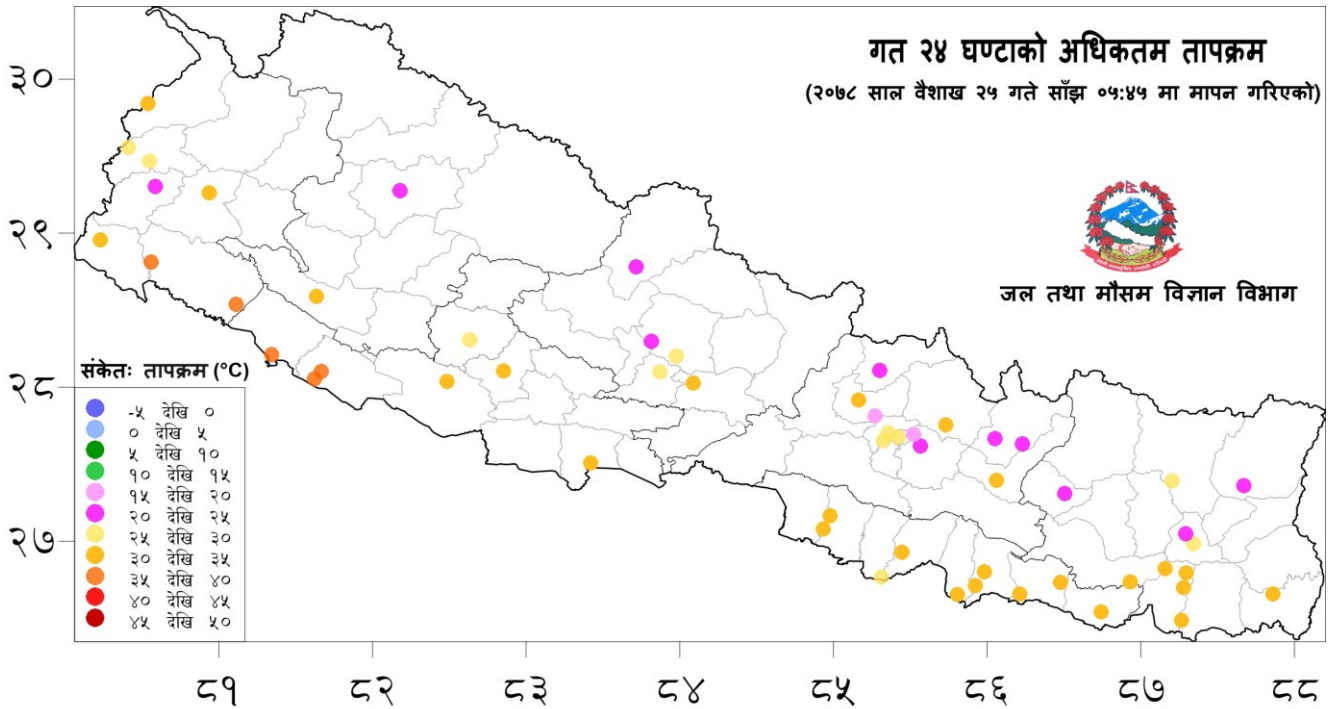 गत २४ घण्टाको अधिकतम तापक्रम
(२०७८ साल वैशाख २५ गते साँझ ०५:४५ मा मापन गरिएको)
३०
२९
२८
२७
जल तथा मौसम विज्ञान विभाग
संकेतः तापक्रम (°C)
-५ देखि ०
० देखि ५
५ देखि १०
१० देखि १५
१५ देखि २०
२० देखि २५
२५ देखि ३०
३० देखि ३५
३५ देखि ४०
४० देखि ४५
४५ देखि ५०
८१ ८२ ८३ ८४ ८५ ८६ ८७ ८८